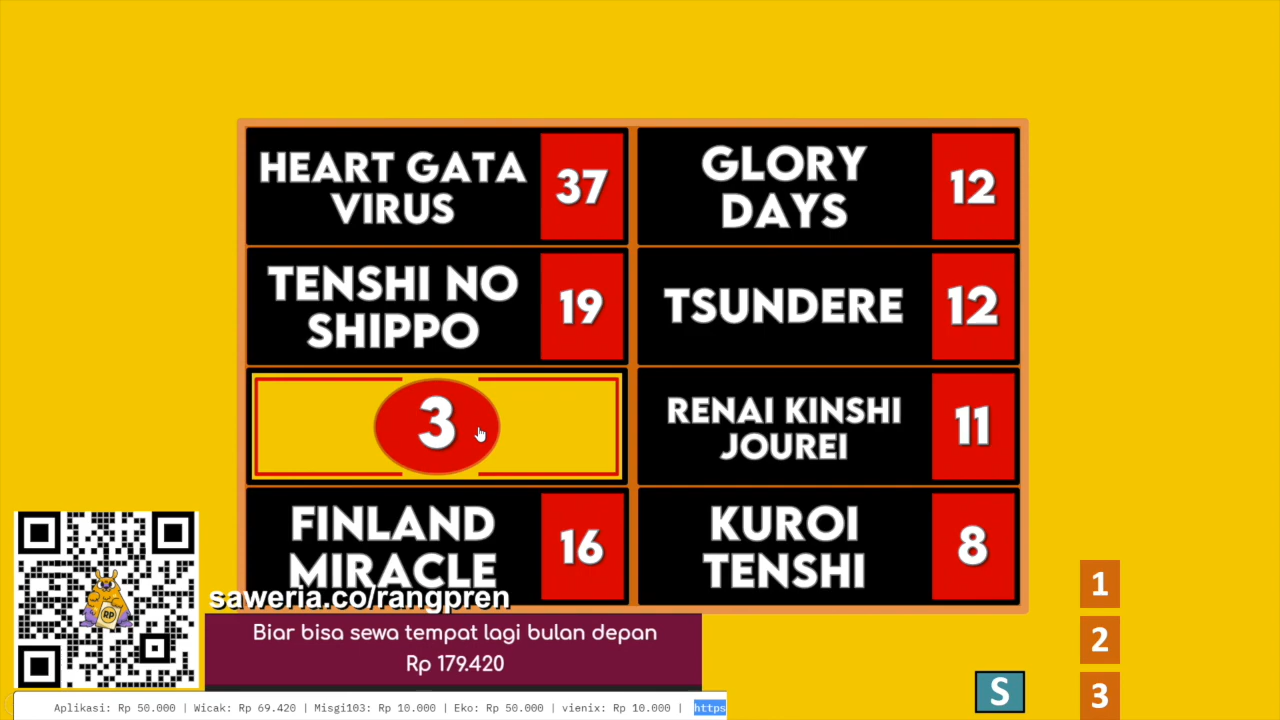 HEART GATA
VIRUS
37
GLORY
DAYS
12
TENSHI NO
SHIPPO
19
TSUNDERE
12
3
RENAI KINSHI
JOUREI
11
FINLAND
MIRACLE
16
KUROI
TENSHI
8
RP
saweria.co/rangpren
Biar bisa sewa tempat lagi bulan depan
Rp 179.420
Aplikasi: Rp 50.000 | Wicak: Rp 69.420 | Misgi103: Rp 10.000 | Eko: Rp 50.000 | vienix: Rp 10.000 | https
S
1
2
3